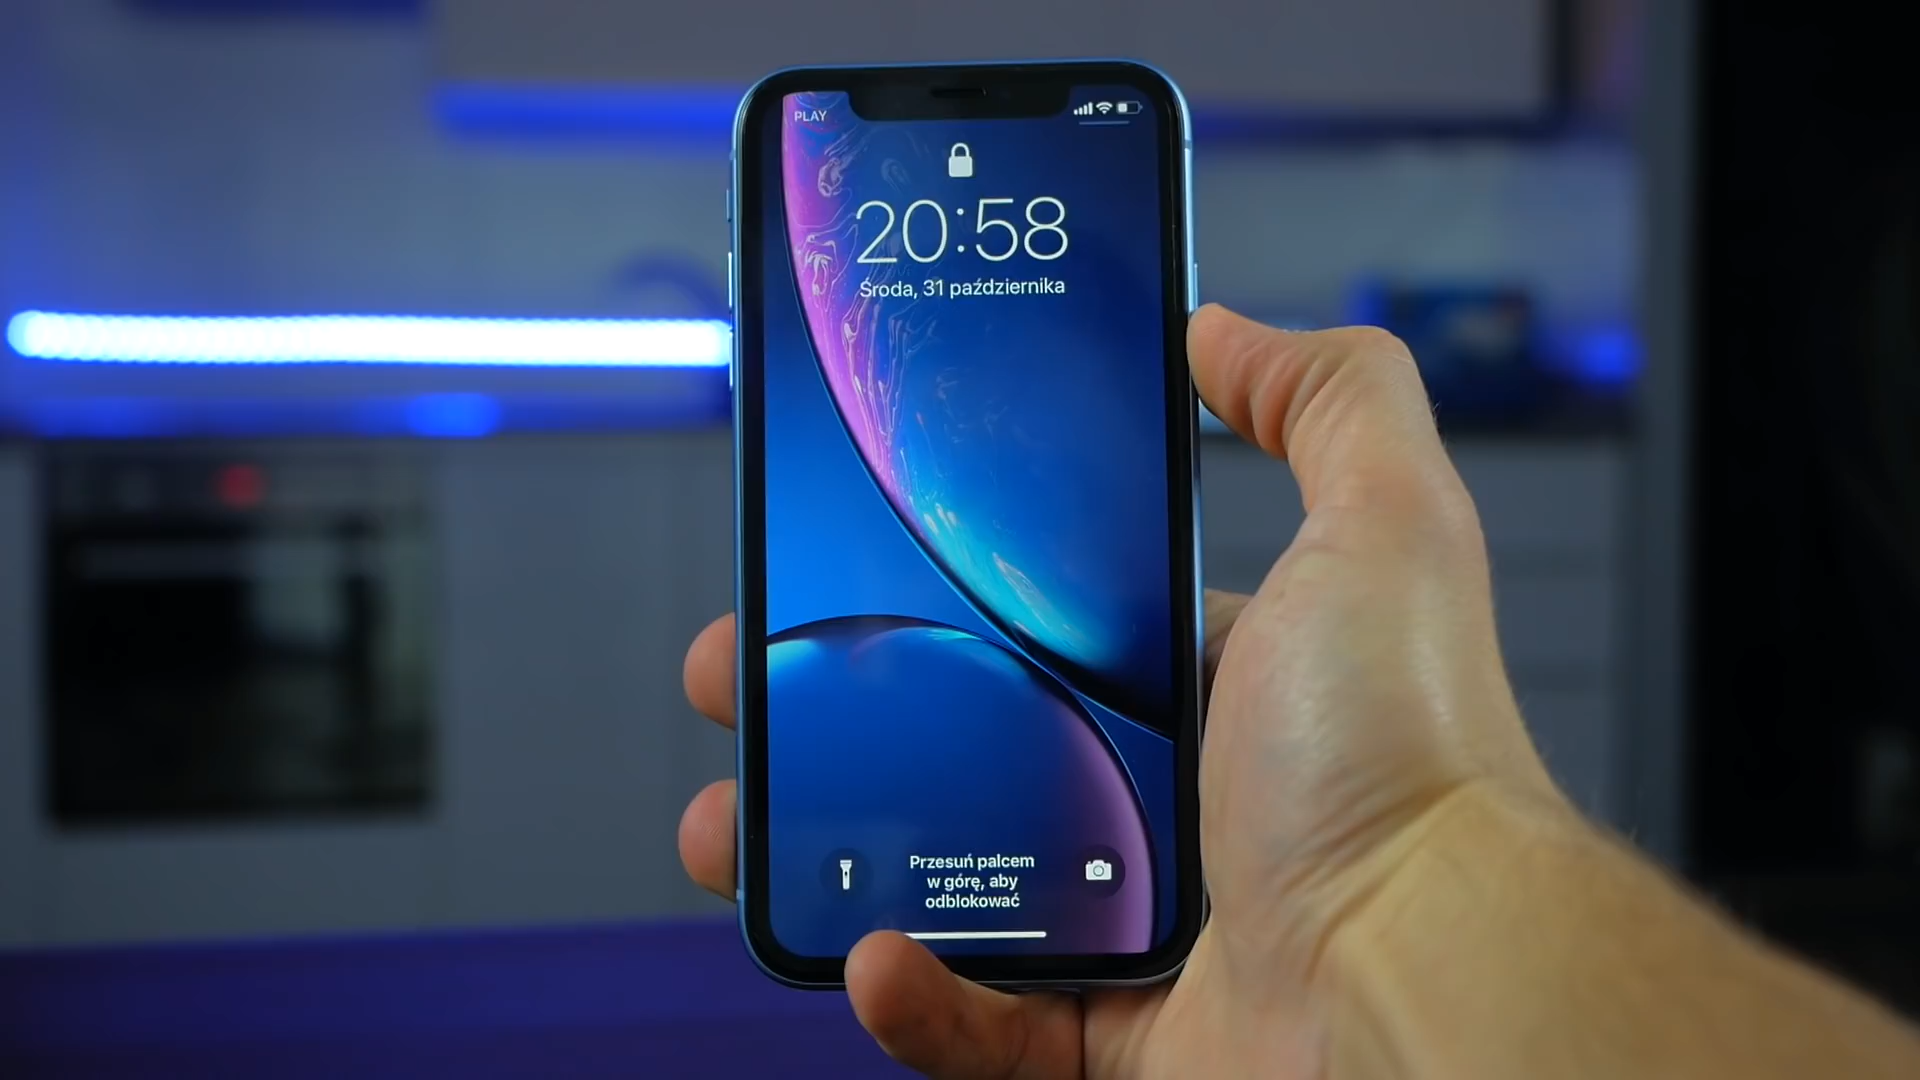 PLAY
20:58
Środa, 31 października
Przesuń palcem
w górę, aby
odblokować